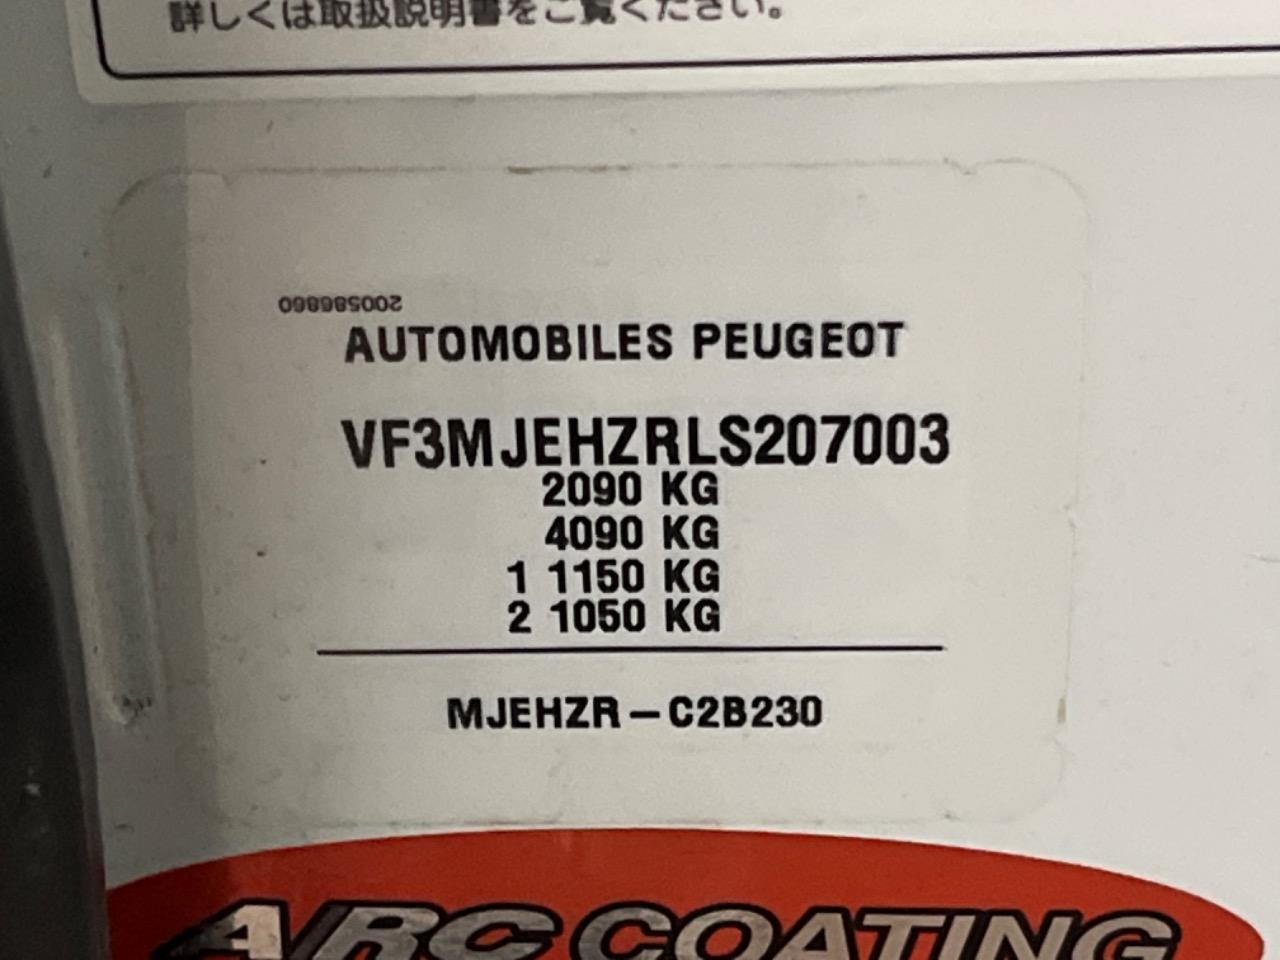 詳しくは取扱説明書をご覧ください。
200586860
AUTOMOBILES PEUGEOT
VF3MJEHZRLS207003
2090 KG
4090 KG
1 1150 KG
2 1050 KG
MJEHZR-C2B230
ARC COATING